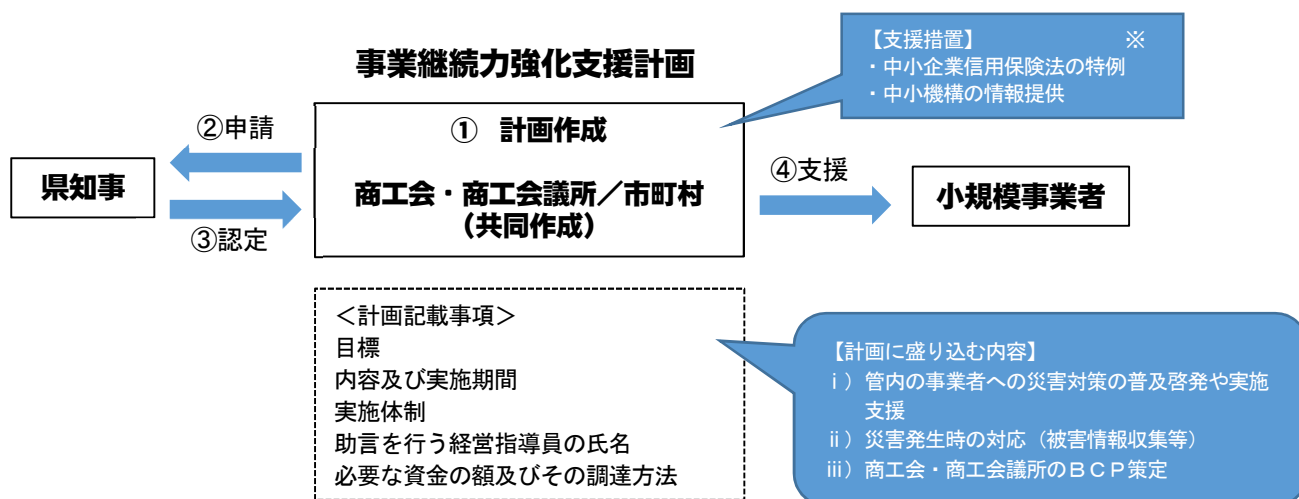 事業継続力強化支援計画
【支援措置】 ※
・中小企業信用保険法の特例
・中小機構の情報提供
① 計画作成
商工会・商工会議所／市町村
（共同作成）
②申請
県知事
③認定
④支援
小規模事業者
＜計画記載事項＞
目標
内容及び実施期間
実施体制
助言を行う経営指導員の氏名
必要な資金の額及びその調達方法
【計画に盛り込む内容】
ⅰ）管内の事業者への災害対策の普及啓発や実施
支援
ⅱ）災害発生時の対応（被害情報収集等）
ⅲ）商工会・商工会議所のＢＣＰ策定